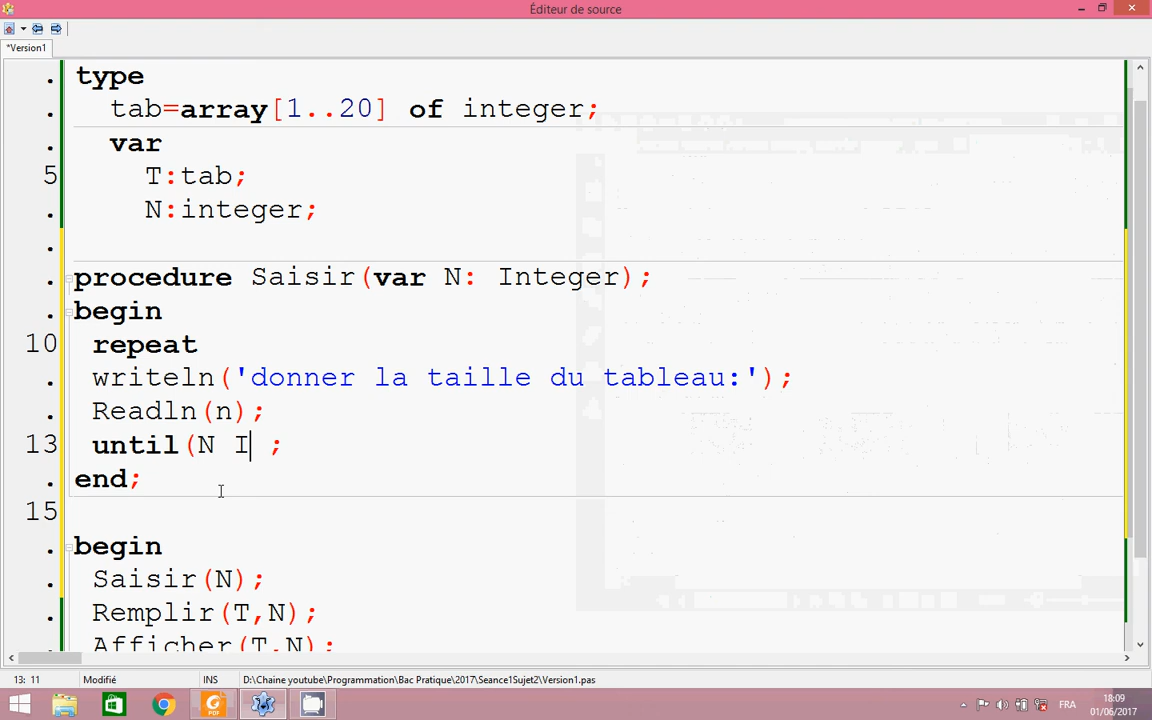 Éditeur de source
*Version1
. type
. tab=array[1..20] of integer;
. var
5 T:tab;
. N:integer;
.
. procedure Saisir(var N: Integer);
. begin
10 repeat
. writeln('donner la taille du tableau:');
. Readln(n);
13 until(N I ;
. end;
15
. begin
. Saisir(N);
. Remplir(T,N);
. Afficher(T,N);
13: 11 Modifié INS D:\Chaine youtube\Programmation\Bac Pratique\2017\Seance1Sujet2\Version1.pas
PDF FRA 18:09
01/06/2017